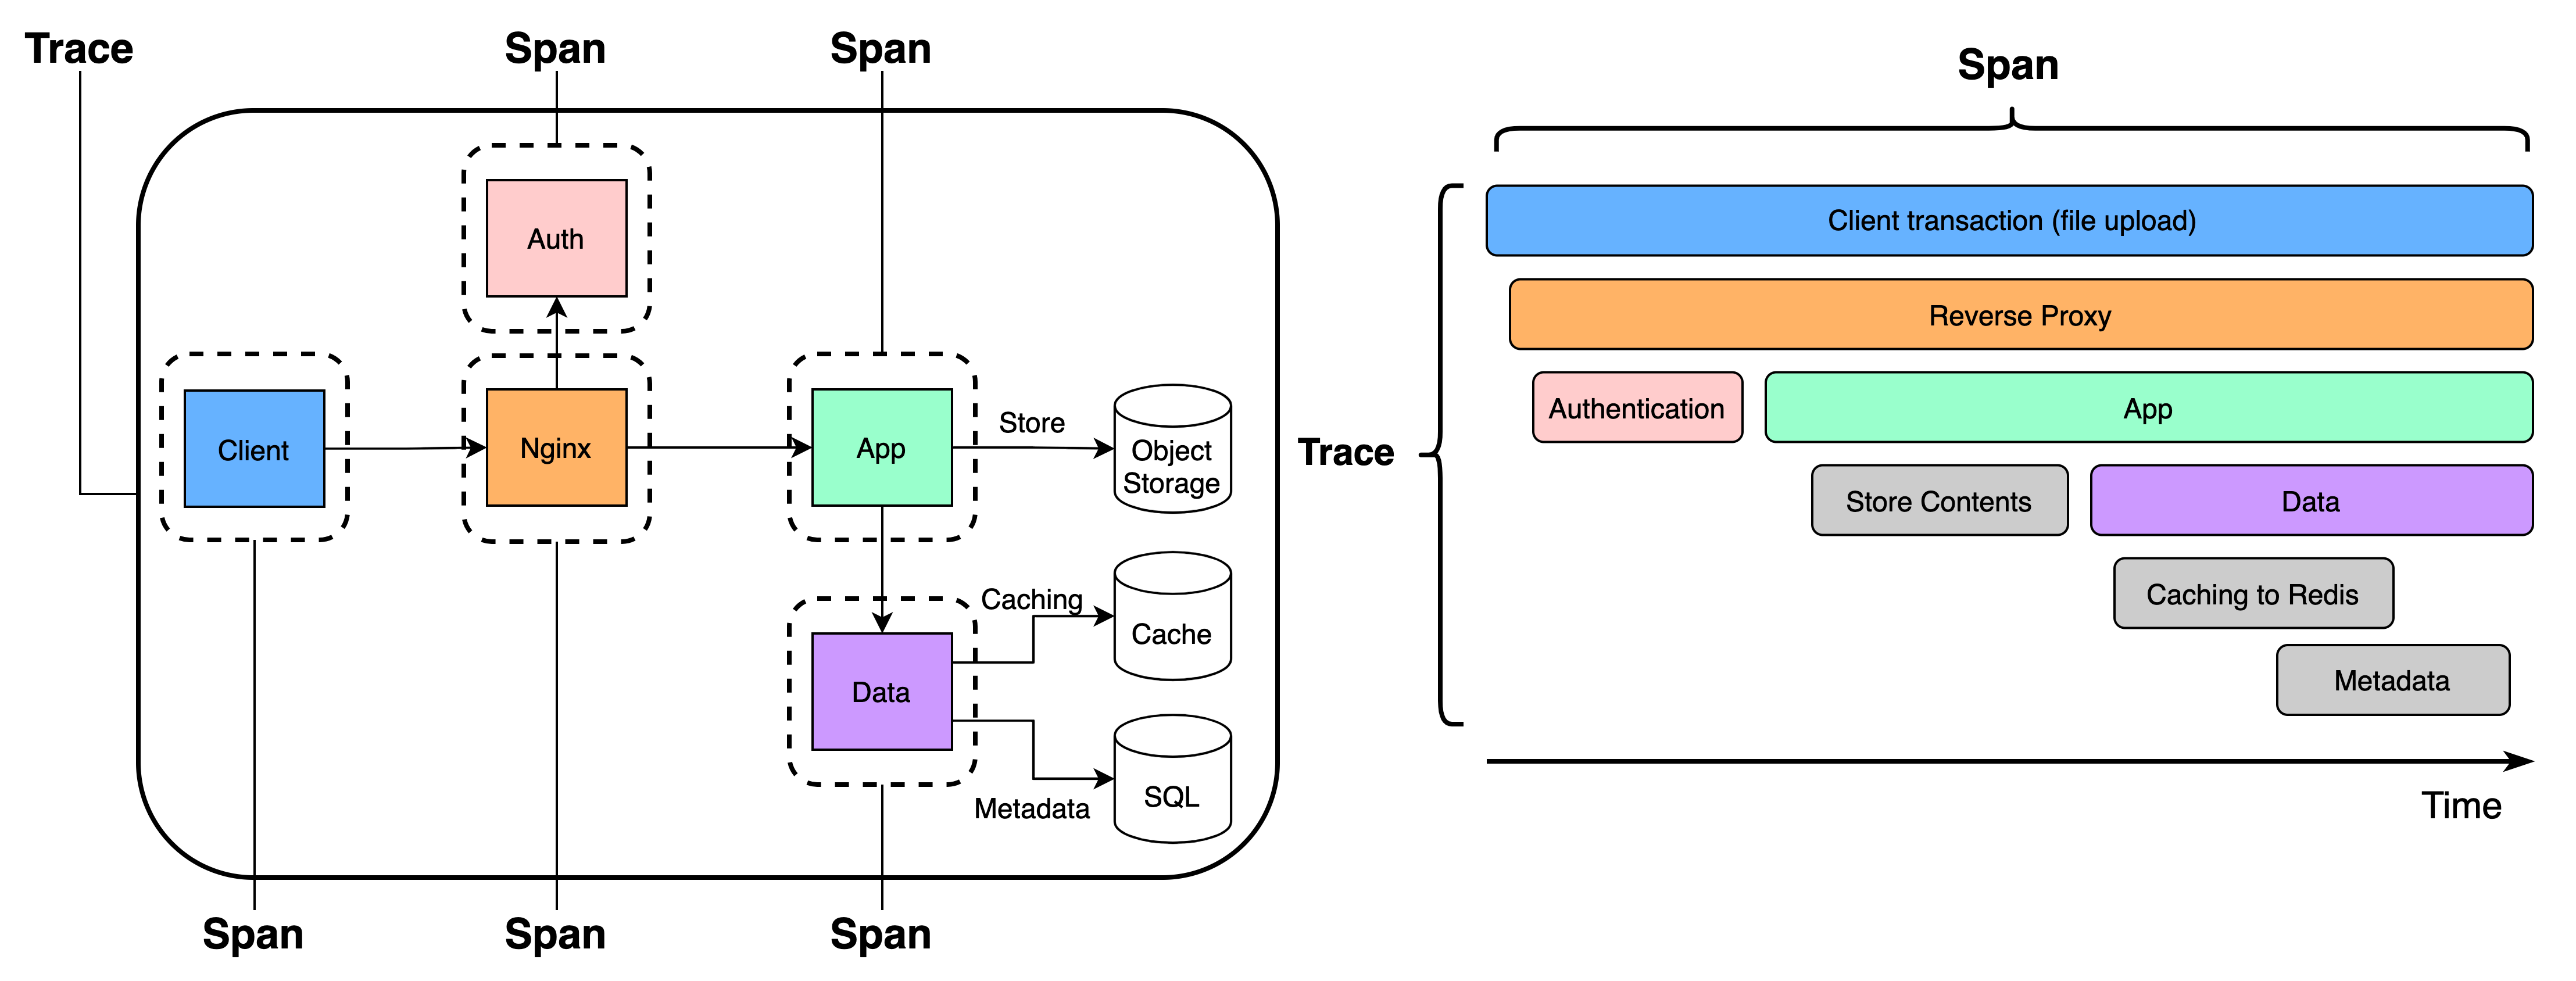 Trace
Span
Span
Auth
Client
Nginx
App
Store
Object
Storage
Caching
Cache
Data
Metadata
SQL
Span
Span
Span
Span
Trace
Client transaction (file upload)
Reverse Proxy
Authentication
App
Store Contents
Data
Caching to Redis
Metadata
Time